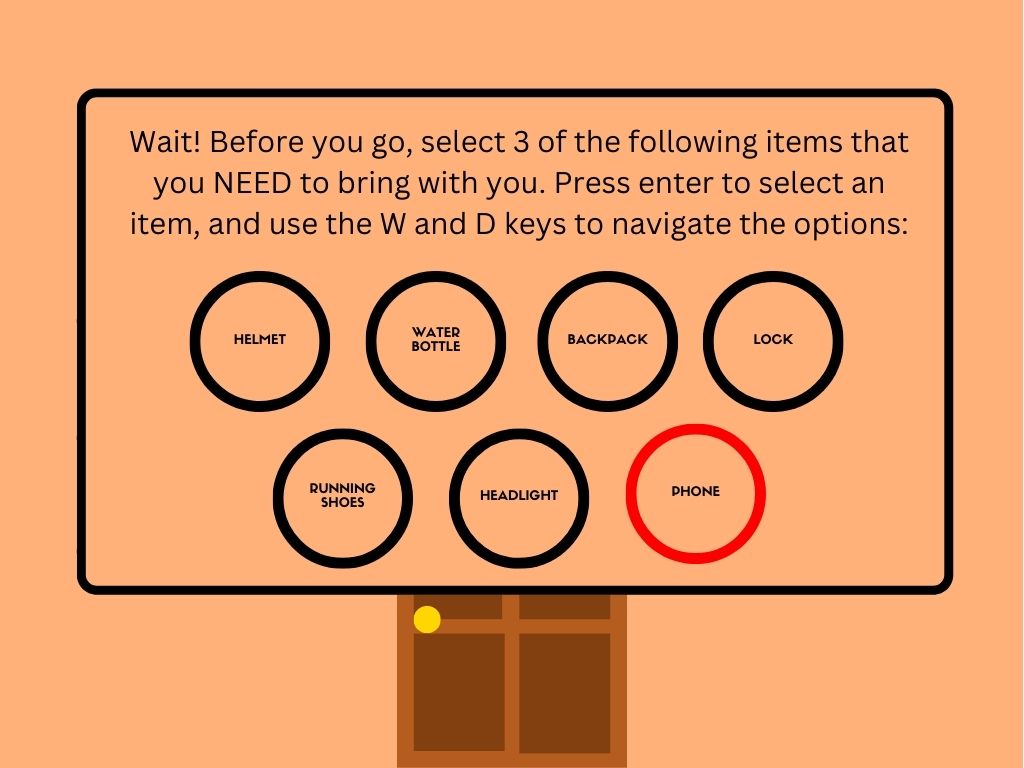 Wait! Before you go, select 3 of the following items that
you NEED to bring with you. Press enter to select an
item, and use the W and D keys to navigate the options:
HELMET
WATER
BOTTLE
BACKPACK
LOCK
RUNNING
SHOES
HEADLIGHT
PHONE